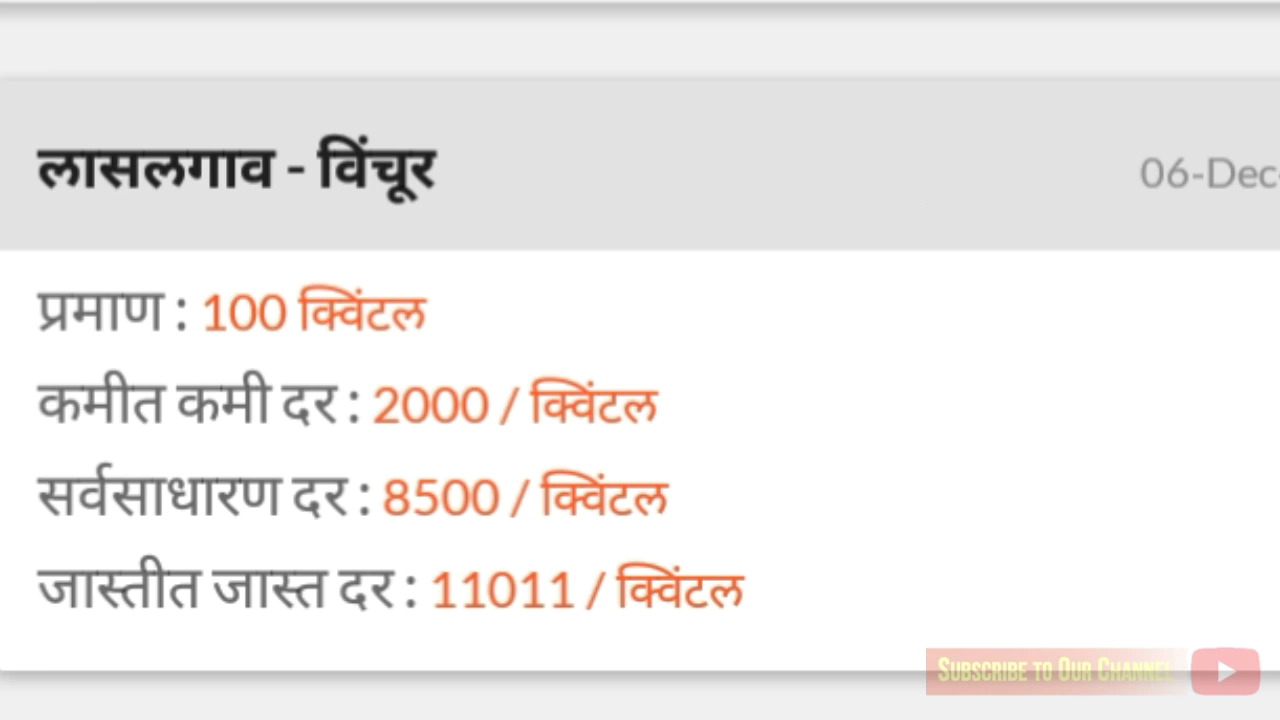 लासलगाव - विंचूर
06-Dec-
प्रमाण : 100 क्विंटल
कमीत कमी दर : 2000 / क्विंटल
सर्वसाधारण दर : 8500 / क्विंटल
जास्तीत जास्त दर : 11011 / क्विंटल
Subscribe to Our Channel